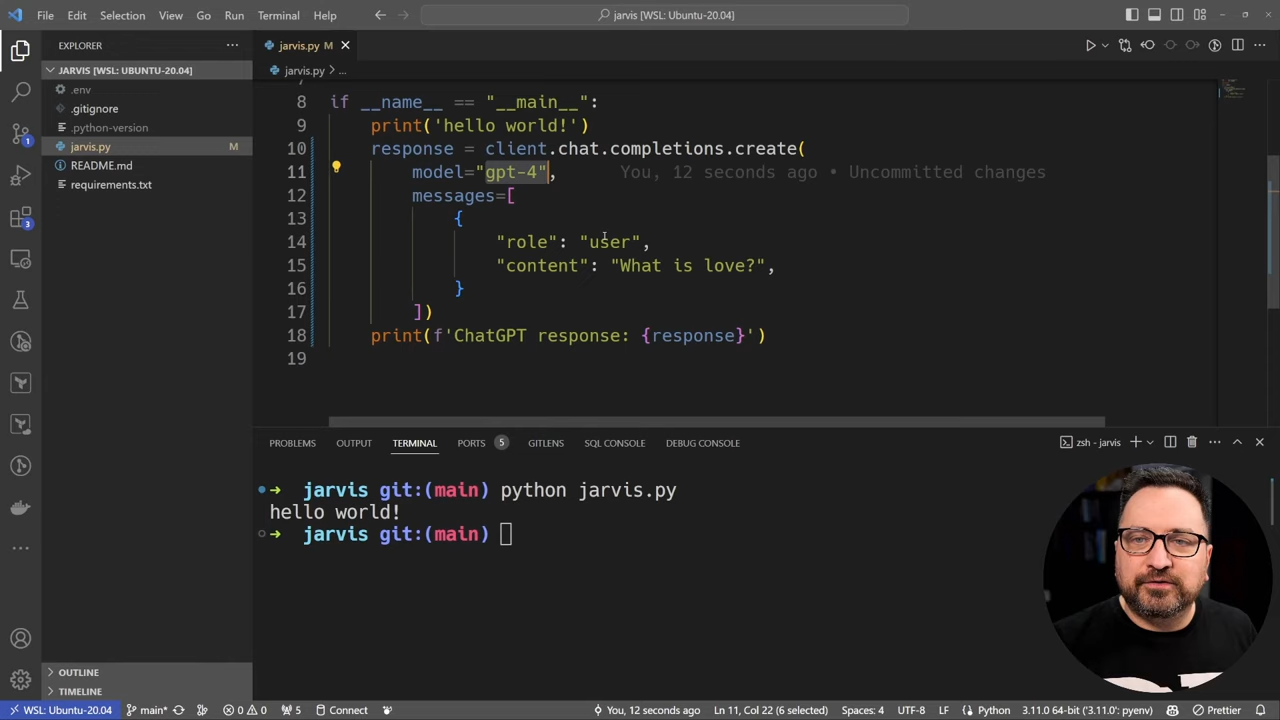 File Edit Selection View Go Run Terminal Help
jarvis [WSL: Ubuntu-20.04]
EXPLORER
JARVIS [WSL: UBUNTU-20.04]
.env
.gitignore
.python-version
jarvis.py M
README.md
requirements.txt
OUTLINE
TIMELINE
1
3
jarvis.py M
jarvis.py > ...
8 if __name__ == "__main__":
9 print('hello world!')
10 response = client.chat.completions.create(
11 model="gpt-4", You, 12 seconds ago • Uncommitted changes
12 messages=[
13 {
14 "role": "user",
15 "content": "What is love?",
16 }
17 ])
18 print(f'ChatGPT response: {response}')
19
PROBLEMS OUTPUT TERMINAL PORTS 5 GITLENS SQL CONSOLE DEBUG CONSOLE
zsh - jarvis
➜ jarvis git:(main) python jarvis.py
hello world!
➜ jarvis git:(main)
WSL: Ubuntu-20.04 main* 0 0 5 Connect You, 12 seconds ago Ln 11, Col 22 (6 selected) Spaces: 4 UTF-8 LF Python 3.11.0 64-bit ('3.11.0': pyenv) Prettier